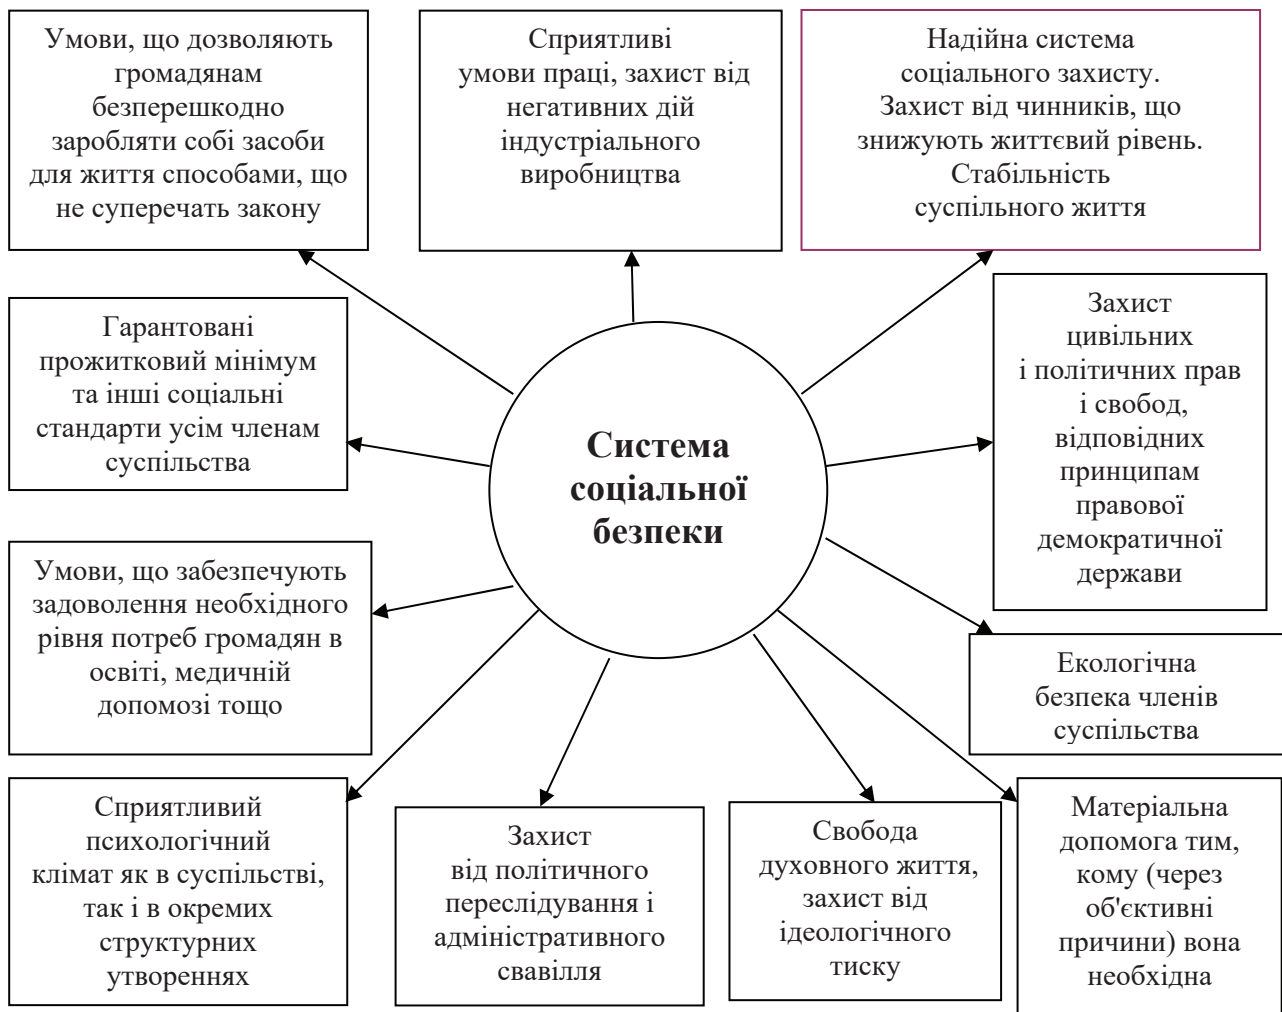 Умови, що дозволяють
громадянам
безперешкодно
заробляти собі засоби
для життя способами, що
не суперечать закону
Сприятливі
умови праці, захист від
негативних дій
індустріального
виробництва
Надійна система
соціального захисту.
Захист від чинників, що
знижують життєвий рівень.
Стабільність
суспільного життя
Гарантовані
прожитковий мінімум
та інші соціальні
стандарти усім членам
суспільства
Система
соціальної
безпеки
Захист
цивільних
і політичних прав
і свобод,
відповідних
принципам
правової
демократичної
держави
Умови, що забезпечують
задоволення необхідного
рівня потреб громадян в
освіті, медичній
допомозі тощо
Екологічна
безпека членів
суспільства
Сприятливий
психологічний
клімат як в суспільстві,
так і в окремих
структурних
утвореннях
Захист
від політичного
переслідування і
адміністративного
свавілля
Свобода
духовного життя,
захист від
ідеологічного
тиску
Матеріальна
допомога тим,
кому (через
об'єктивні
причини) вона
необхідна